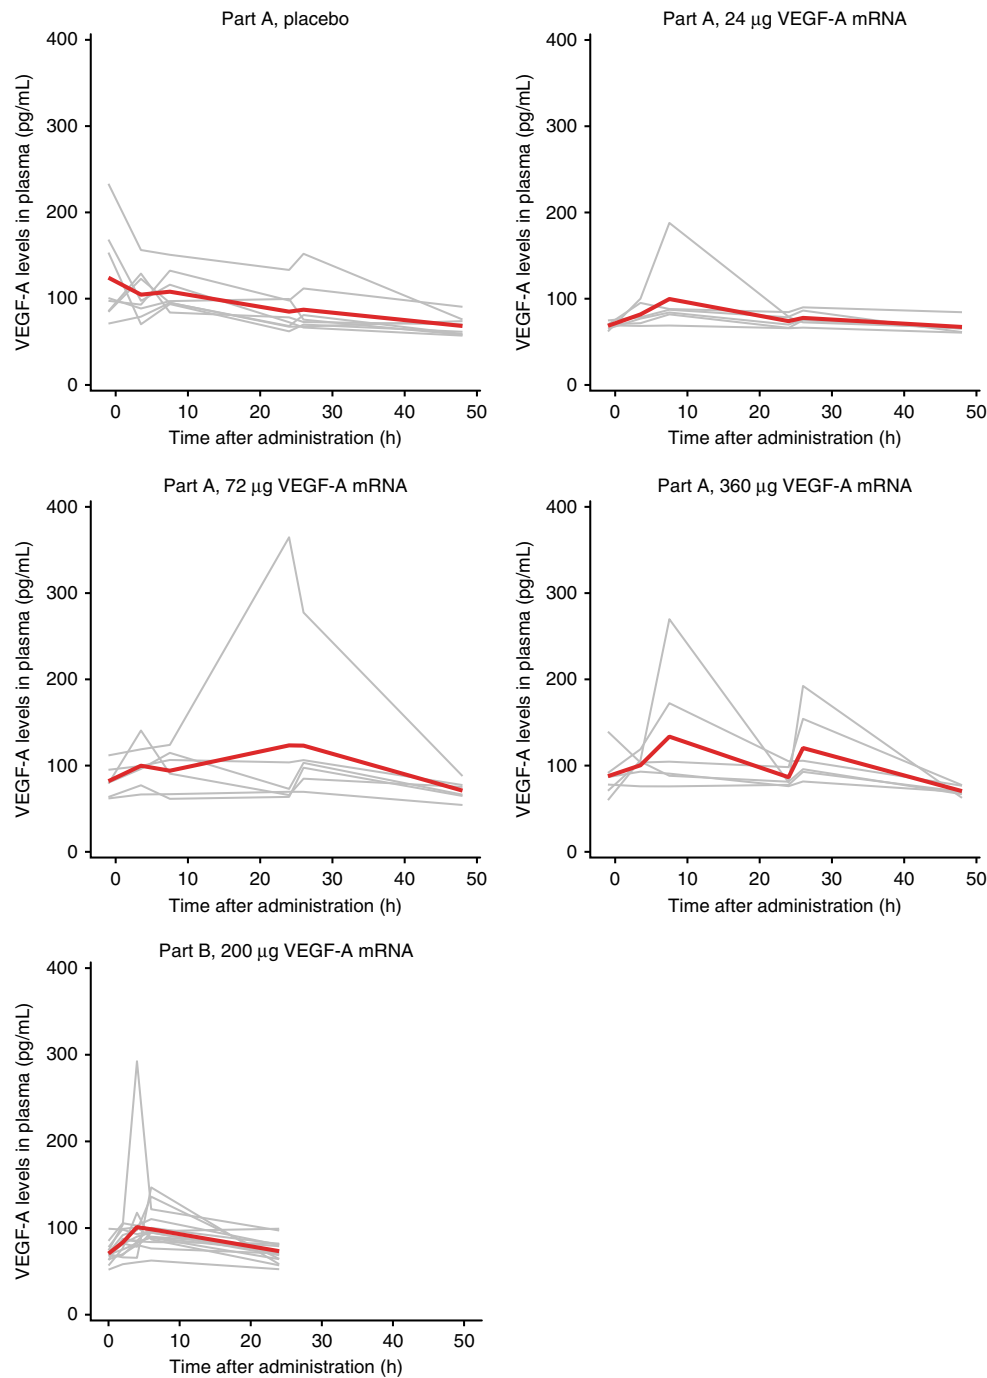 Part A, placebo
400
300
200
100
0
VEGF-A levels in plasma (pg/mL)
0 10 20 30 40 50
Time after administration (h)
Part A, 24 μg VEGF-A mRNA
400
300
200
100
0
VEGF-A levels in plasma (pg/mL)
0 10 20 30 40 50
Time after administration (h)
Part A, 72 μg VEGF-A mRNA
400
300
200
100
0
VEGF-A levels in plasma (pg/mL)
0 10 20 30 40 50
Time after administration (h)
Part A, 360 μg VEGF-A mRNA
400
300
200
100
0
VEGF-A levels in plasma (pg/mL)
0 10 20 30 40 50
Time after administration (h)
Part B, 200 μg VEGF-A mRNA
400
300
200
100
0
VEGF-A levels in plasma (pg/mL)
0 10 20 30 40 50
Time after administration (h)